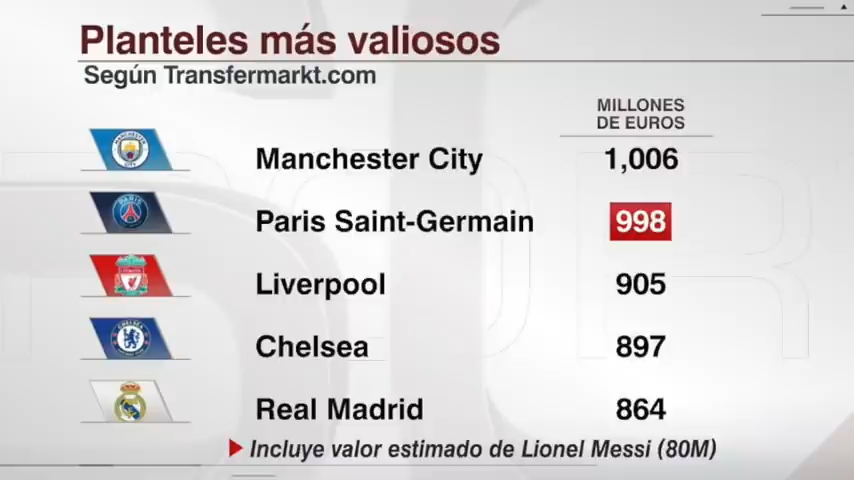 Planteles más valiosos
Según Transfermarkt.com
MILLONES
DE EUROS
Manchester City 1,006
Paris Saint-Germain 998
Liverpool 905
Chelsea 897
Real Madrid 864
Incluye valor estimado de Lionel Messi (80M)